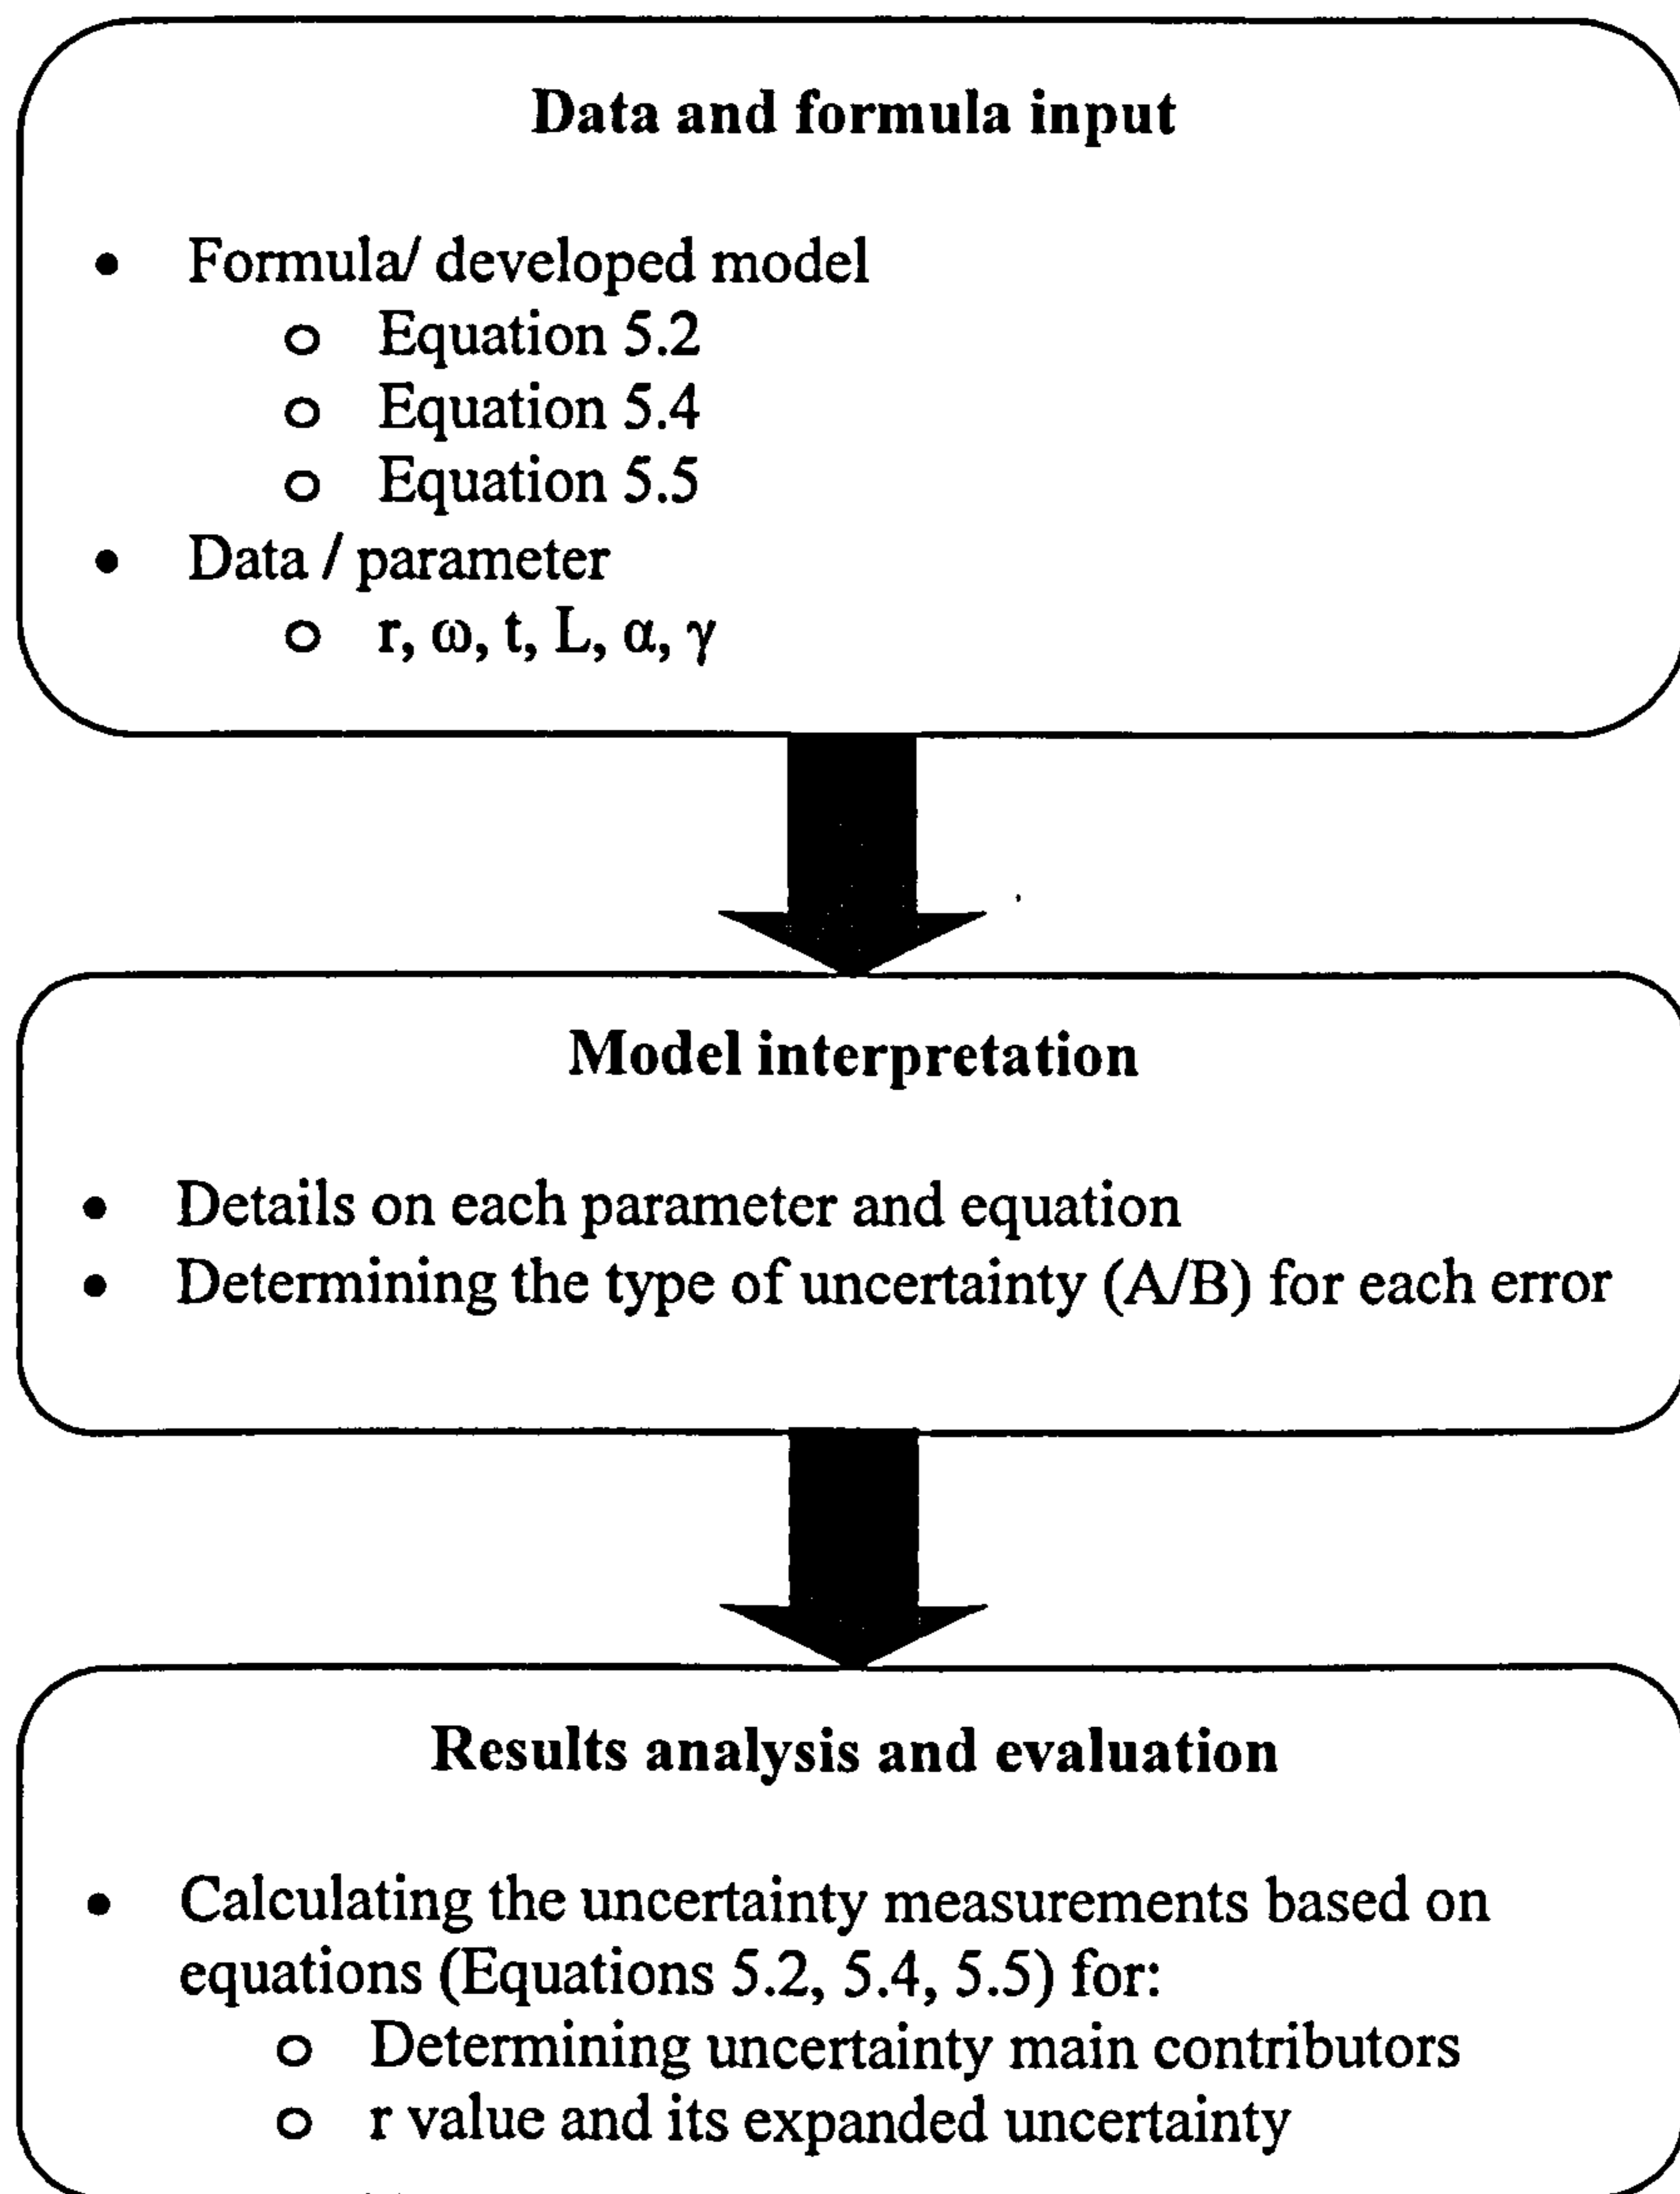 Data and formula input
• Formula/ developed model
o Equation 5.2
o Equation 5.4
o Equation 5.5
• Data / parameter
o r, ω, t, L, α, γ
Model interpretation
• Details on each parameter and equation
• Determining the type of uncertainty (A/B) for each error
Results analysis and evaluation
• Calculating the uncertainty measurements based on
equations (Equations 5.2, 5.4, 5.5) for:
o Determining uncertainty main contributors
o r value and its expanded uncertainty